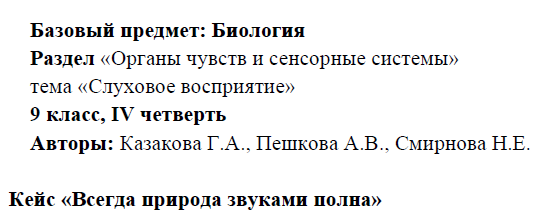 Базовый предмет: Биология
Раздел «Органы чувств и сенсорные системы»
тема «Слуховое восприятие»
9 класс, IV четверть
Авторы: Казакова Г.А., Пешкова А.В., Смирнова Н.Е.
Кейс «Всегда природа звуками полна»